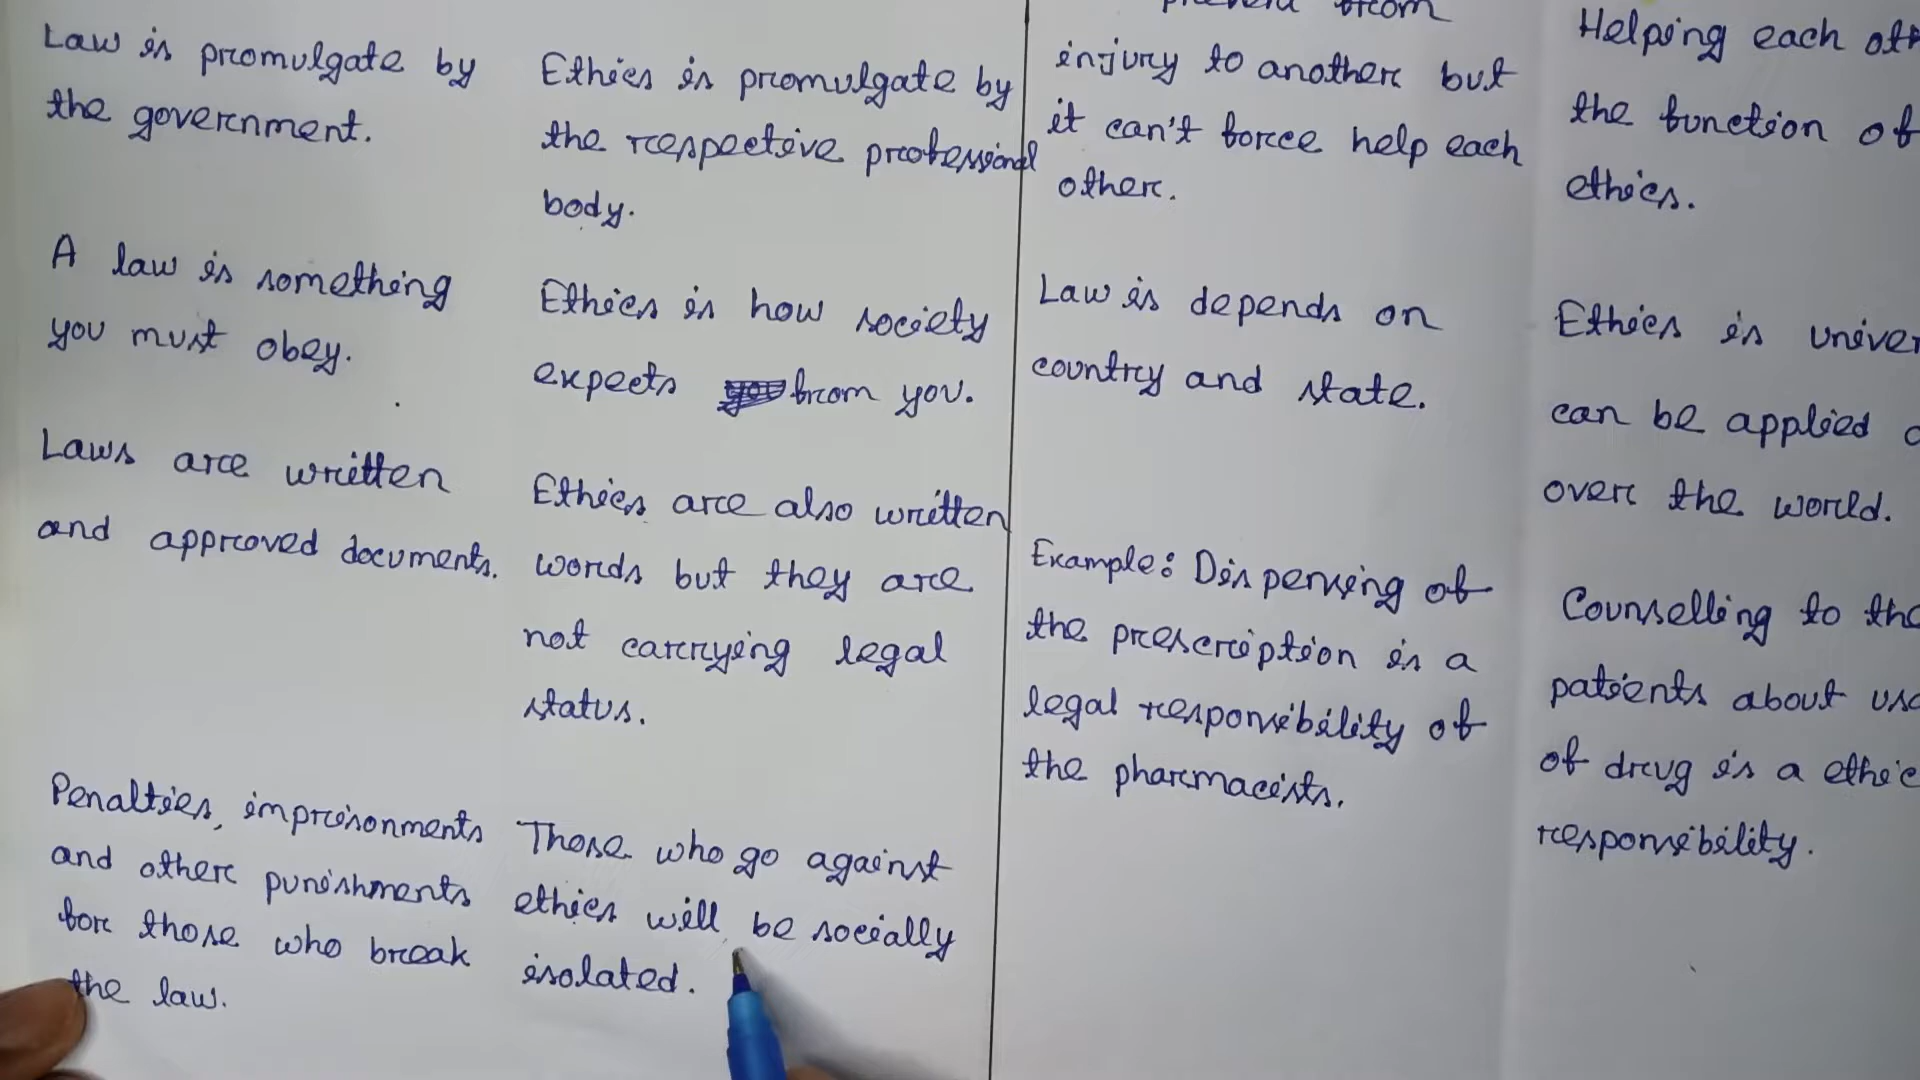 Law is promulgate by
the government.
A law is something
you must obey.
Laws are written
and approved documents.
Penalties, imprisonments
and other punishments
for those who break
the law.
Ethics is promulgate by
the respective professional
body.
Ethics is how society
expects from you.
Ethics are also written
words but they are
not carrying legal
status.
Those who go against
ethics will be socially
isolated.
from
injury to another but
it can't force help each
other.
Law is depends on
country and state.
Example: Dispensing of
the prescription is a
legal responsibility of
the pharmacists.
Helping each
the function of
ethics.
Ethics is
can be applied
over the world.
Counselling to the
patients about
of drug is a
responsibility.